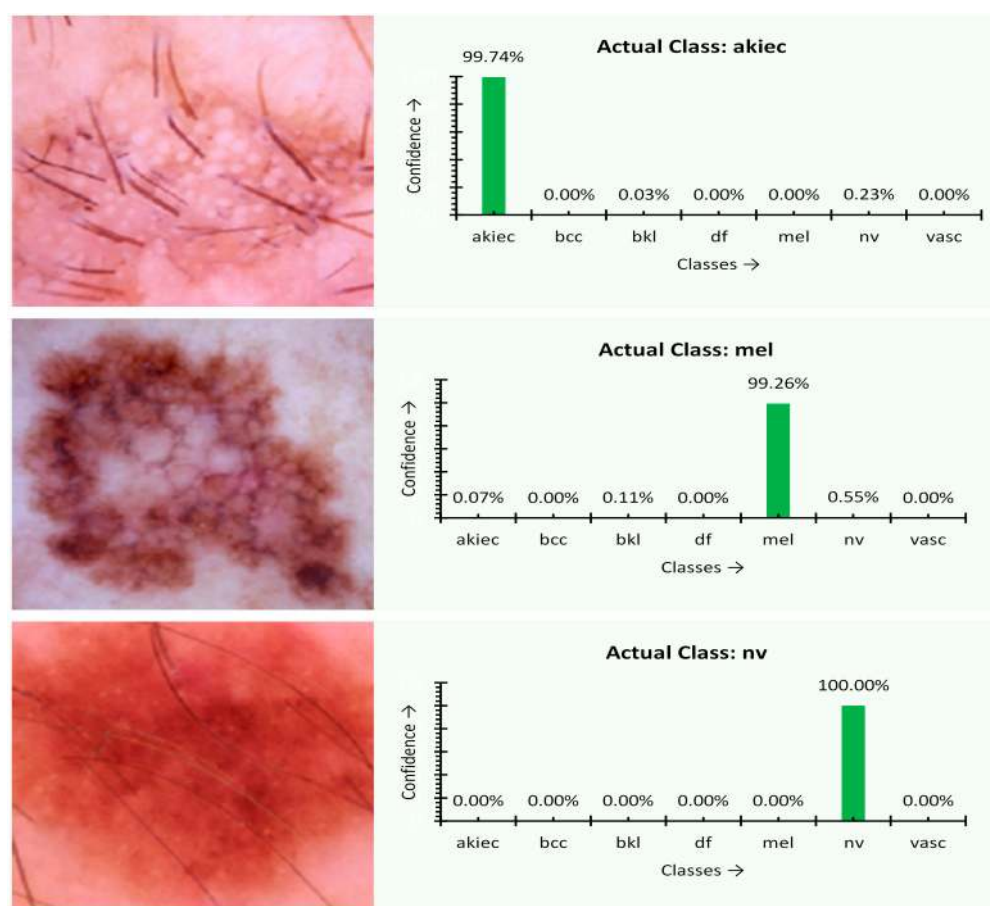 Actual Class: akiec
99.74%
Confidence →
0.00% 0.03% 0.00% 0.00% 0.23% 0.00%
akiec bcc bkl df mel nv vasc
Classes →
Actual Class: mel
99.26%
Confidence →
0.07% 0.00% 0.11% 0.00% 0.55% 0.00%
akiec bcc bkl df mel nv vasc
Classes →
Actual Class: nv
100.00%
Confidence →
0.00% 0.00% 0.00% 0.00% 0.00% 0.00%
akiec bcc bkl df mel nv vasc
Classes →